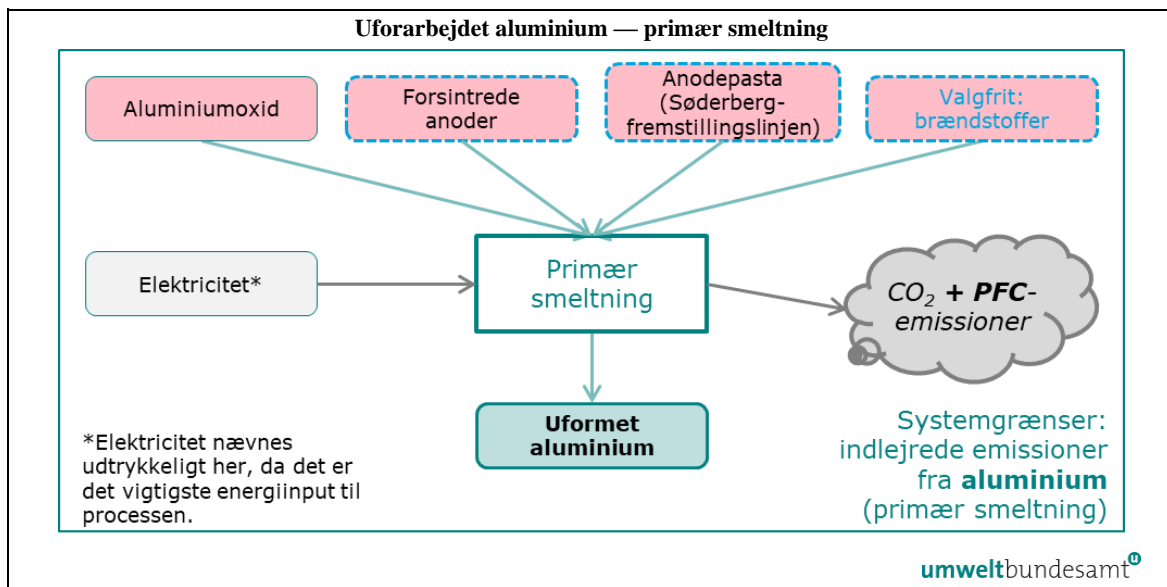 Uforarbejdet aluminium — primær smeltning
Aluminiumoxid
Forsintrede
anoder
Anodepasta
(Søderberg-
fremstillingslinjen)
Valgfrit:
brændstoffer
Elektricitet*
Primær
smeltning
CO₂ + PFC-
emissioner
Uformet
aluminium
*Elektricitet nævnes
udtrykkeligt her, da det er
det vigtigste energiinput til
processen.
Systemgrænser:
indlejrede emissioner
fra aluminium
(primær smeltning)
umweltbundesamt
u